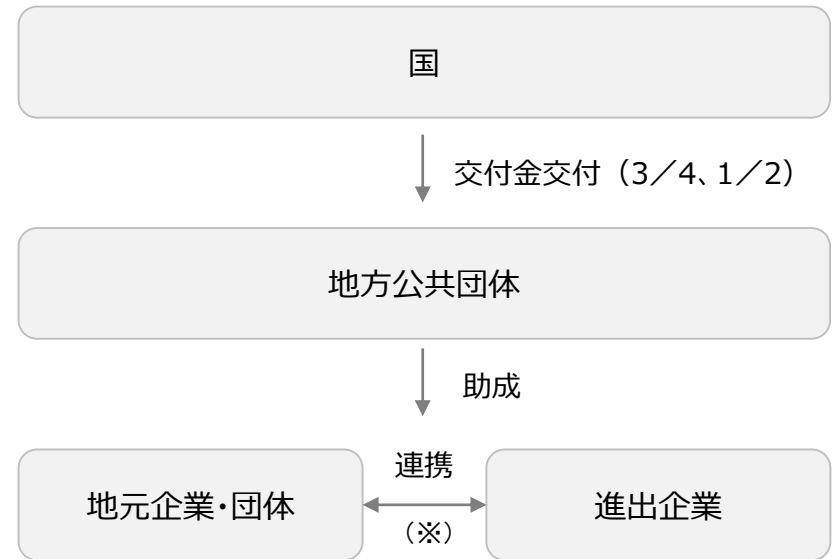 国
交付金交付（3／4、1／2）
地方公共団体
助成
連携
地元企業・団体
進出企業
（※）